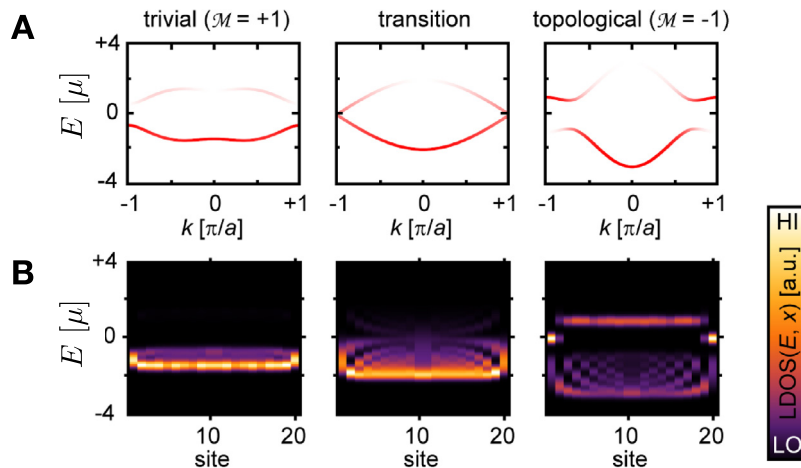 A
trivial (ℳ = +1)
transition
topological (ℳ = -1)
E [μ]
+4
0
-4
-1 0 +1
-1 0 +1
-1 0 +1
k [π/a]
k [π/a]
k [π/a]
B
E [μ]
+4
0
-4
10 20
10 20
10 20
site
site
site
HI
LDOS(E, x) [a.u.]
LO